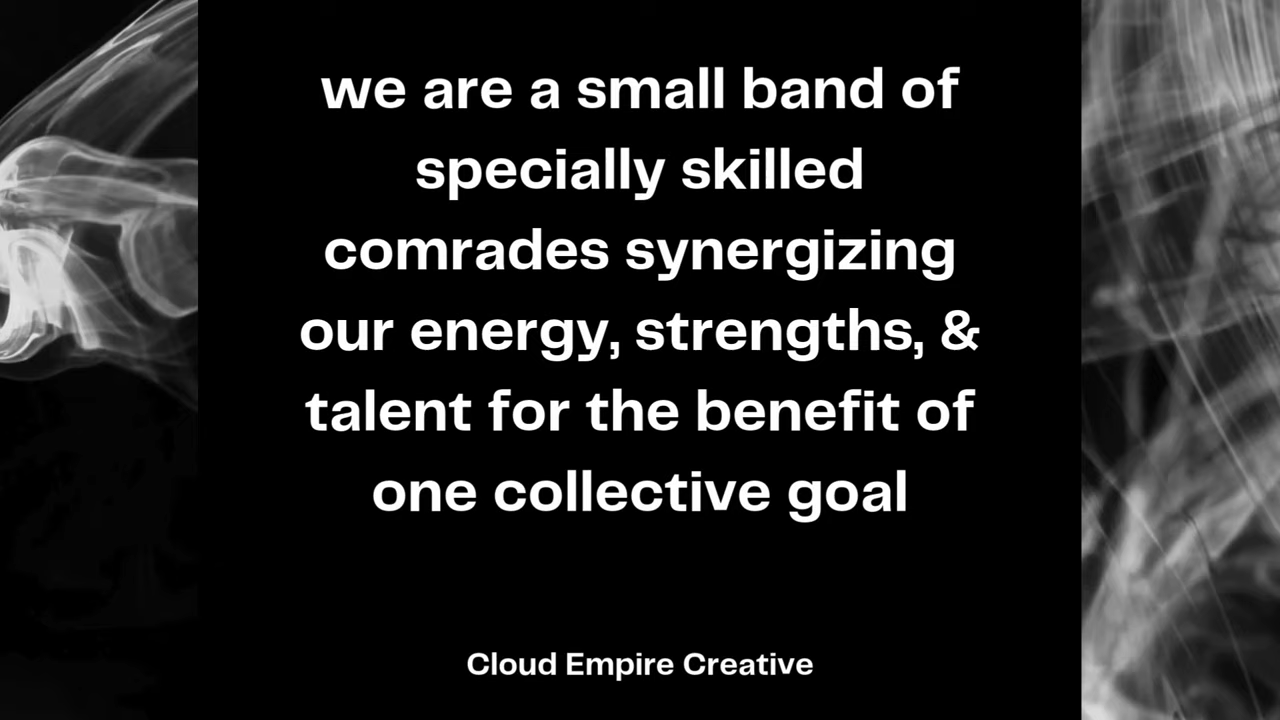 we are a small band of
specially skilled
comrades synergizing
our energy, strengths, &
talent for the benefit of
one collective goal
Cloud Empire Creative